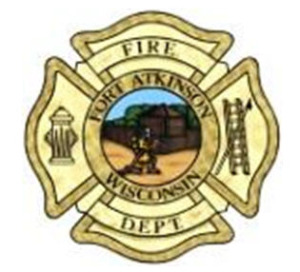 FIRE
FORT ATKINSON
WISCONSIN
DEPT.